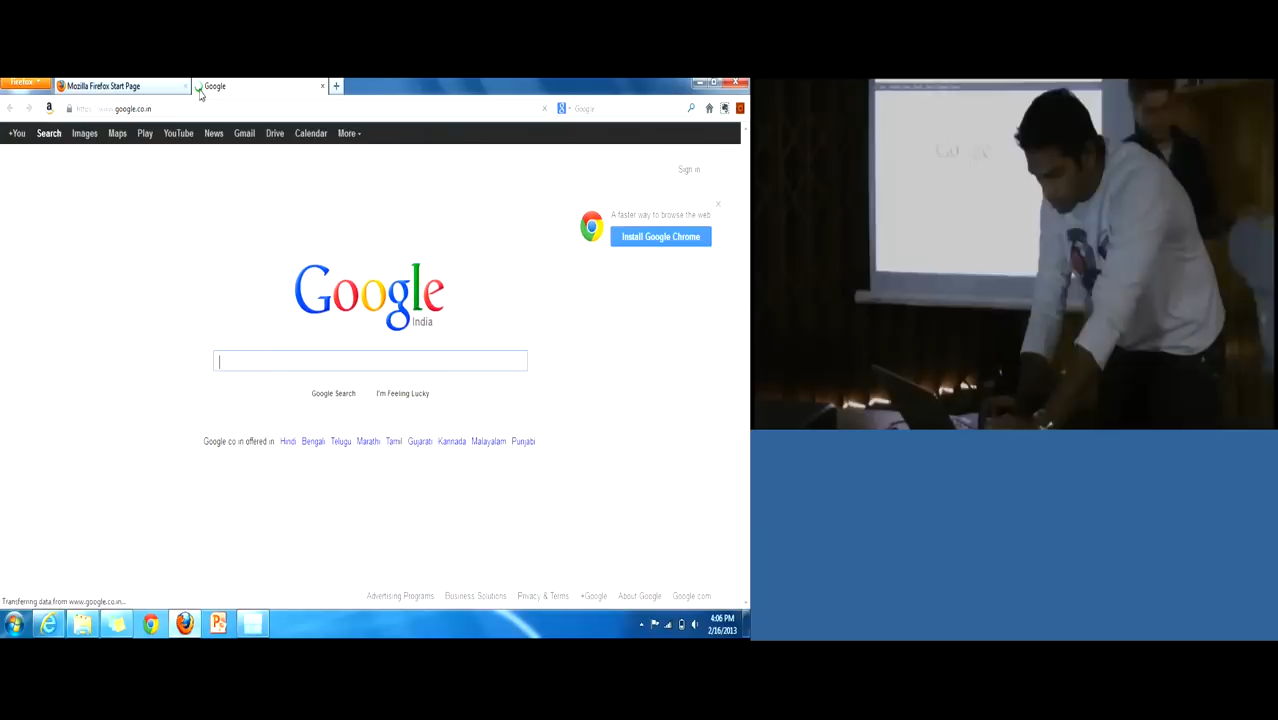 Firefox
Mozilla Firefox Start Page
Google
www.google.co.in
Google
+You Search Images Maps Play YouTube News Gmail Drive Calendar More
Sign in
A faster way to browse the web
Install Google Chrome
Google
India
Google Search I'm Feeling Lucky
Google.co.in offered in Hindi Bengali Telugu Marathi Tamil Gujarati Kannada Malayalam Punjabi
Advertising Programs Business Solutions Privacy & Terms +Google About Google Google.com
Transferring data from www.google.co.in...
4:06 PM
2/16/2013
Google